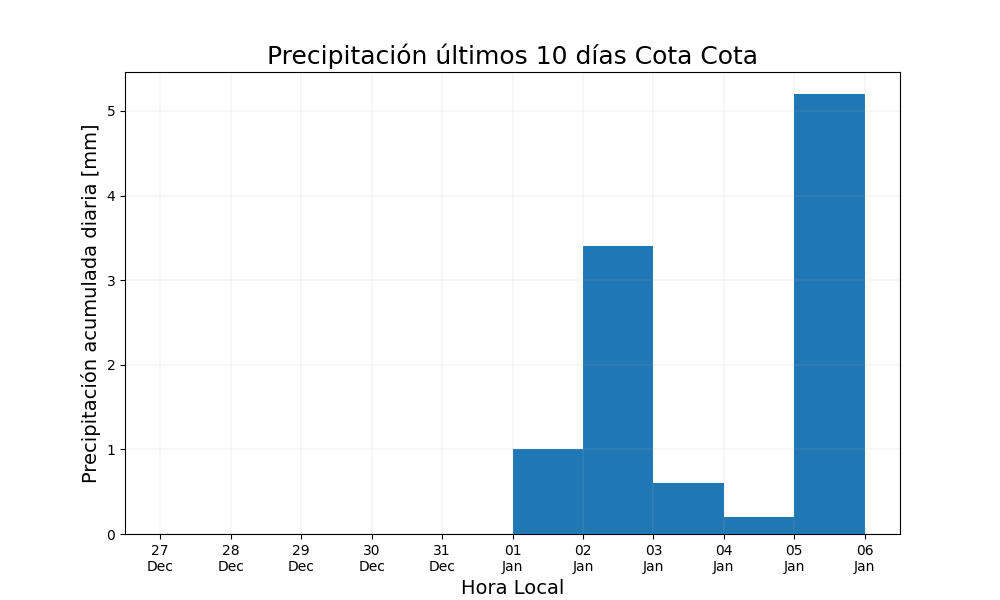 Precipitación últimos 10 días Cota Cota
Precipitación acumulada diaria [mm]
5
4
3
2
1
0
27 28 29 30 31 01 02 03 04 05 06
Dec Dec Dec Dec Dec Jan Jan Jan Jan Jan Jan
Hora Local